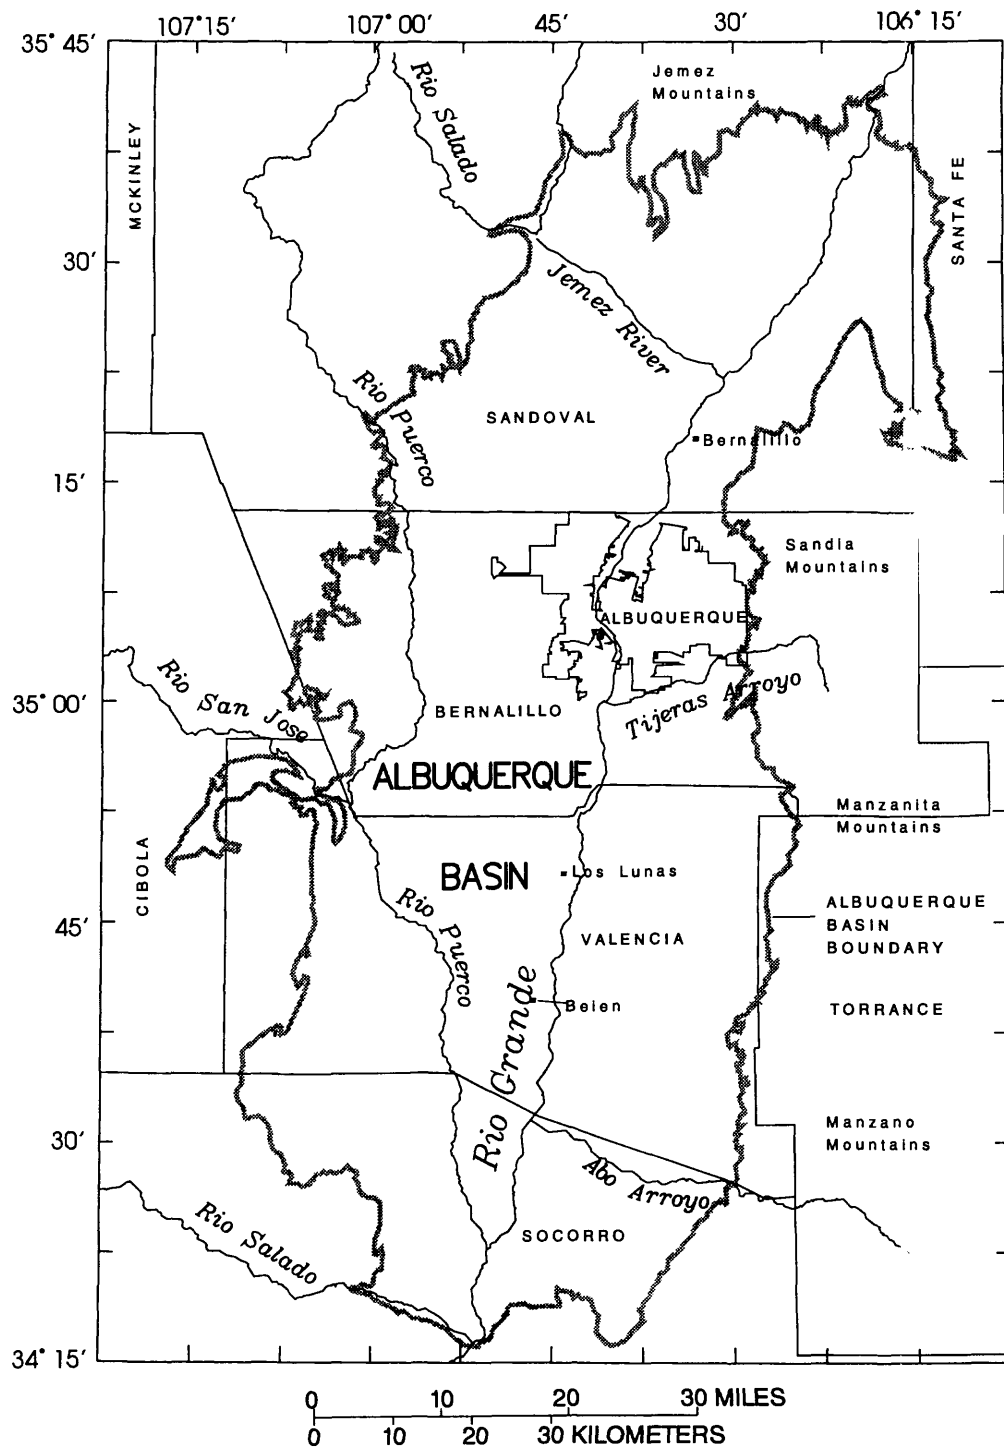 107° 15′ 107° 00′ 45′ 30′ 106° 15′
35° 45′
Jemez
Mountains
Rio Salado
MCKINLEY
SANTA FE
30′
Jemez River
Rio Puerco
SANDOVAL
Bernalillo
15′
Sandia
Mountains
ALBUQUERQUE
Rio San Jose
35° 00′
BERNALILLO
Tijeras Arroyo
ALBUQUERQUE
BASIN
Manzanita
Mountains
CIBOLA
Los Lunas
Rio Puerco
ALBUQUERQUE
BASIN
BOUNDARY
45′
VALENCIA
Rio Grande
Belen
TORRANCE
30′
Manzano
Mountains
Abo Arroyo
Rio Salado
SOCORRO
34° 15′
0 10 20 30 MILES
0 10 20 30 KILOMETERS